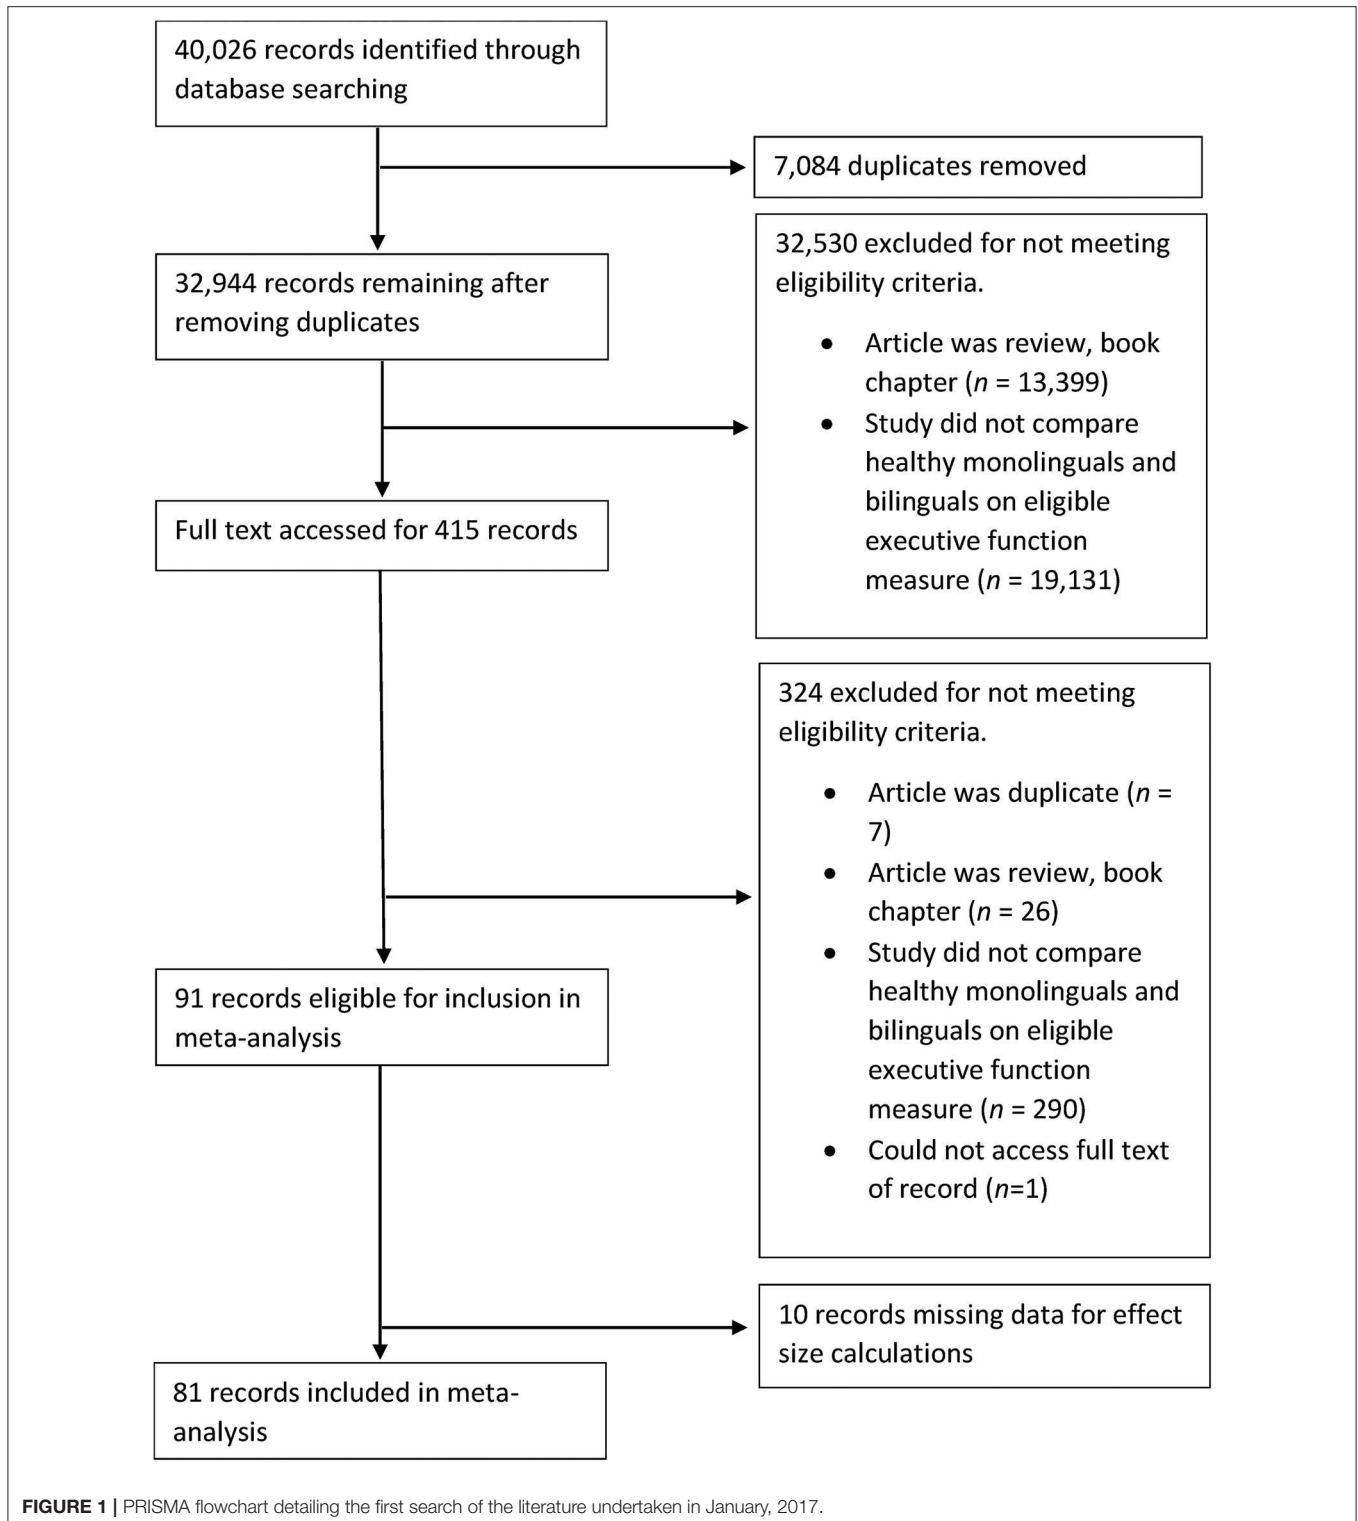 40,026 records identified through
database searching
7,084 duplicates removed
32,944 records remaining after
removing duplicates
32,530 excluded for not meeting
eligibility criteria.
• Article was review, book
chapter (n = 13,399)
• Study did not compare
healthy monolinguals and
bilinguals on eligible
executive function
measure (n = 19,131)
Full text accessed for 415 records
324 excluded for not meeting
eligibility criteria.
• Article was duplicate (n =
7)
• Article was review, book
chapter (n = 26)
• Study did not compare
healthy monolinguals and
bilinguals on eligible
executive function
measure (n = 290)
• Could not access full text
of record (n=1)
91 records eligible for inclusion in
meta-analysis
10 records missing data for effect
size calculations
81 records included in meta-
analysis
FIGURE 1 | PRISMA flowchart detailing the first search of the literature undertaken in January, 2017.